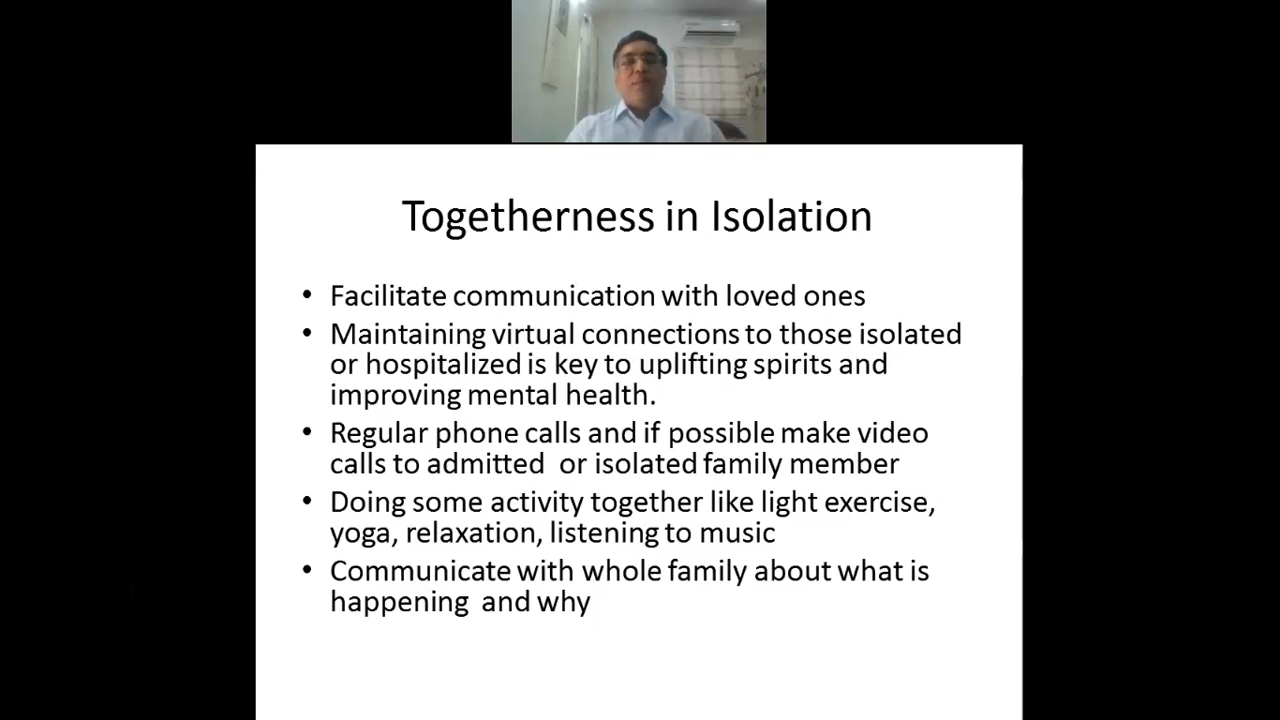 Togetherness in Isolation
• Facilitate communication with loved ones
• Maintaining virtual connections to those isolated
or hospitalized is key to uplifting spirits and
improving mental health.
• Regular phone calls and if possible make video
calls to admitted  or isolated family member
• Doing some activity together like light exercise,
yoga, relaxation, listening to music
• Communicate with whole family about what is
happening  and why